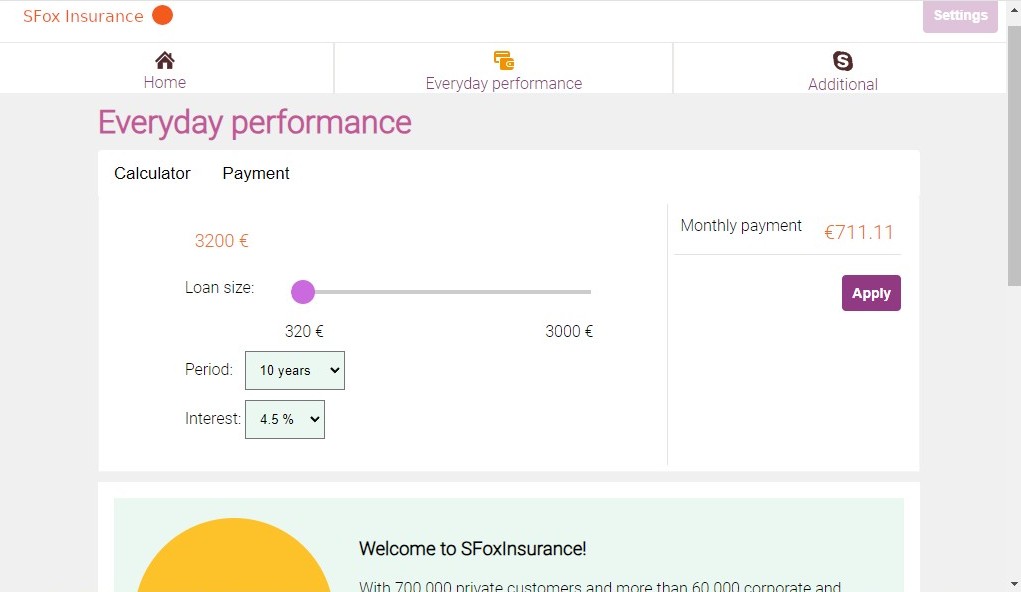 SFox Insurance
Settings
Home
Everyday performance
Additional
Everyday performance
Calculator Payment
3200 €
Monthly payment €711.11
Loan size:
Apply
320 € 3000 €
Period: 10 years
Interest: 4.5 %
Welcome to SFoxInsurance!
With 700 000 private customers and more than 60 000 corporate and